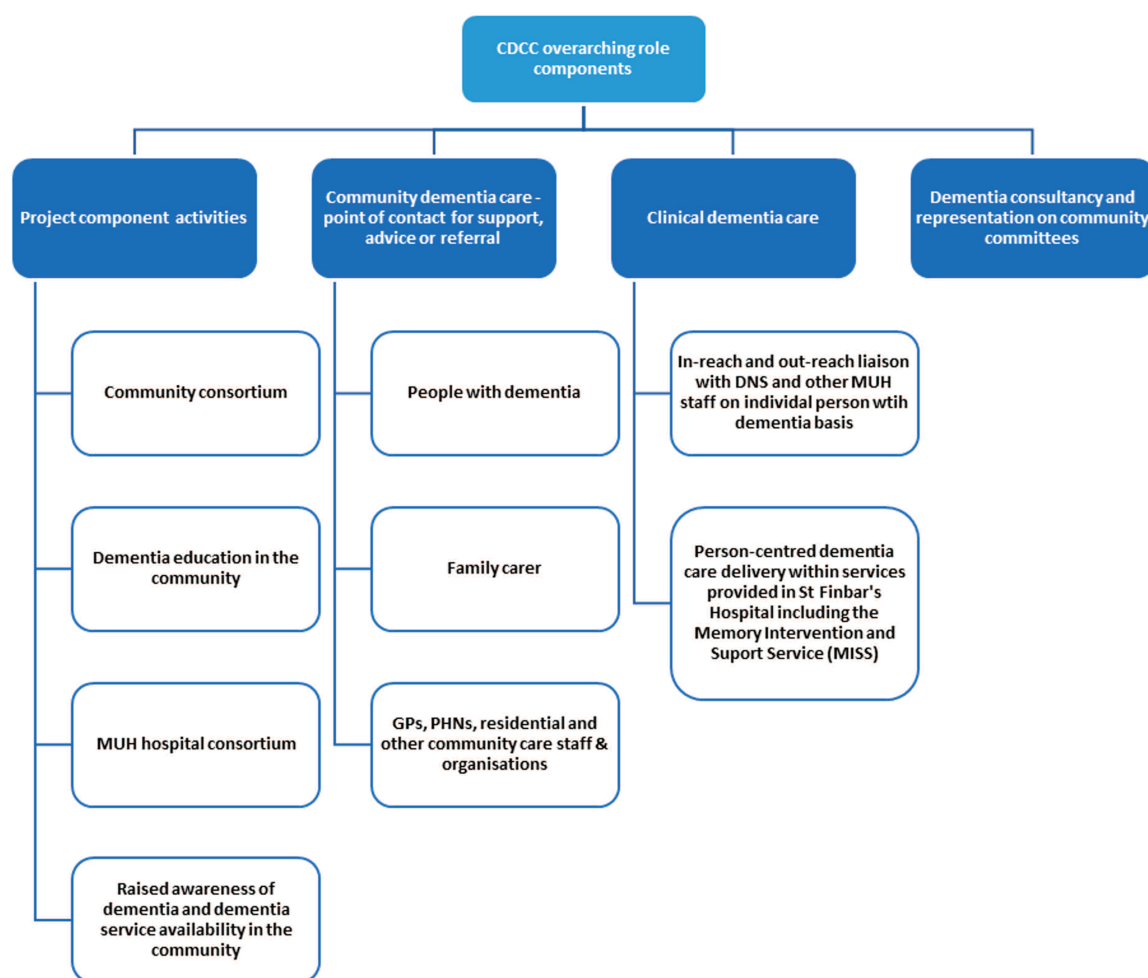 CDCC overarching role
components
Project component activities
Community dementia care -
point of contact for support,
advice or referral
Clinical dementia care
Dementia consultancy and
representation on community
committees
Community consortium
Dementia education in the
community
MUH hospital consortium
Raised awareness of
dementia and dementia
service availability in the
community
People with dementia
Family carer
GPs, PHNs, residential and
other community care staff &
organisations
In-reach and out-reach liaison
with DNS and other MUH
staff on individal person wtih
dementia basis
Person-centred dementia
care delivery within services
provided in St Finbar's
Hospital including the
Memory Intervention and
Suport Service (MISS)